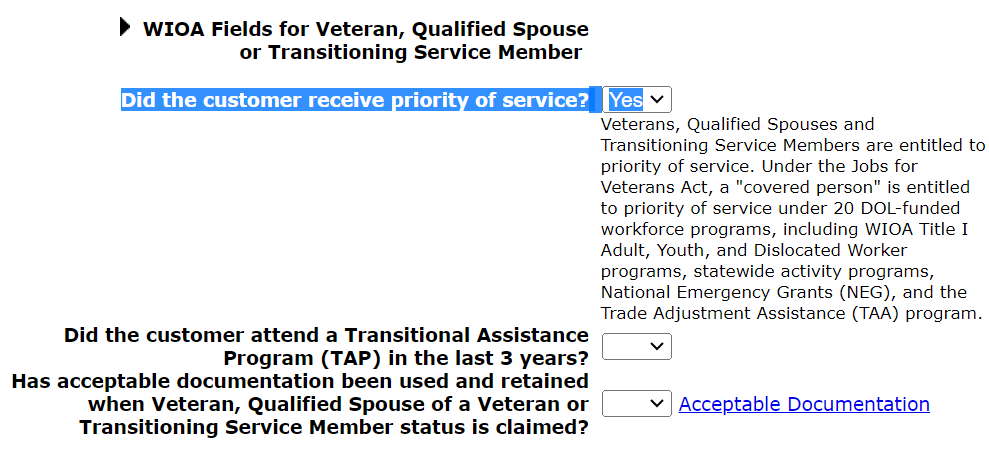 WIOA Fields for Veteran, Qualified Spouse
or Transitioning Service Member
Did the customer receive priority of service? Yes
Veterans, Qualified Spouses and
Transitioning Service Members are entitled to
priority of service. Under the Jobs for
Veterans Act, a "covered person" is entitled
to priority of service under 20 DOL-funded
workforce programs, including WIOA Title I
Adult, Youth, and Dislocated Worker
programs, statewide activity programs,
National Emergency Grants (NEG), and the
Trade Adjustment Assistance (TAA) program.
Did the customer attend a Transitional Assistance
Program (TAP) in the last 3 years?
Has acceptable documentation been used and retained
when Veteran, Qualified Spouse of a Veteran or
Transitioning Service Member status is claimed?
Acceptable Documentation